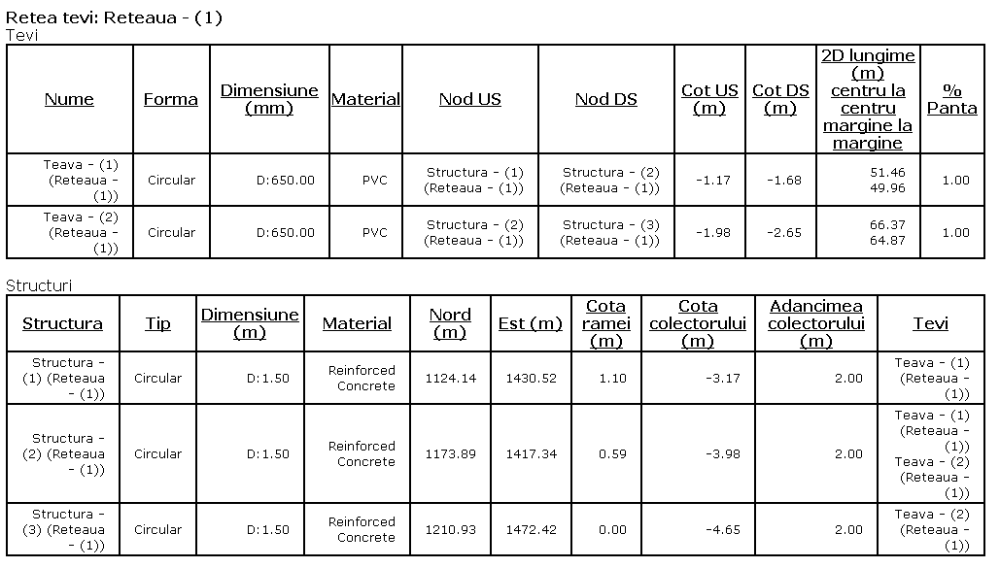 Retea tevi: Reteaua - (1)
Tevi
Nume Forma Dimensiune (mm) Material Nod US Nod DS Cot US (m) Cot DS (m) 2D lungime (m) centru la centru margine la margine % Panta
Teava - (1) (Reteaua - (1)) Circular D:650.00 PVC Structura - (1) (Reteaua - (1)) Structura - (2) (Reteaua - (1)) -1.17 -1.68 51.46 49.96 1.00
Teava - (2) (Reteaua - (1)) Circular D:650.00 PVC Structura - (2) (Reteaua - (1)) Structura - (3) (Reteaua - (1)) -1.98 -2.65 66.37 64.87 1.00
Structuri
Structura Tip Dimensiune (m) Material Nord (m) Est (m) Cota ramei (m) Cota colectorului (m) Adancimea colectorului (m) Tevi
Structura - (1) (Reteaua - (1)) Circular D:1.50 Reinforced Concrete 1124.14 1430.52 1.10 -3.17 2.00 Teava - (1) (Reteaua - (1))
Structura - (2) (Reteaua - (1)) Circular D:1.50 Reinforced Concrete 1173.89 1417.34 0.59 -3.98 2.00 Teava - (1) (Reteaua - (1)) Teava - (2) (Reteaua - (1))
Structura - (3) (Reteaua - (1)) Circular D:1.50 Reinforced Concrete 1210.93 1472.42 0.00 -4.65 2.00 Teava - (2) (Reteaua - (1))